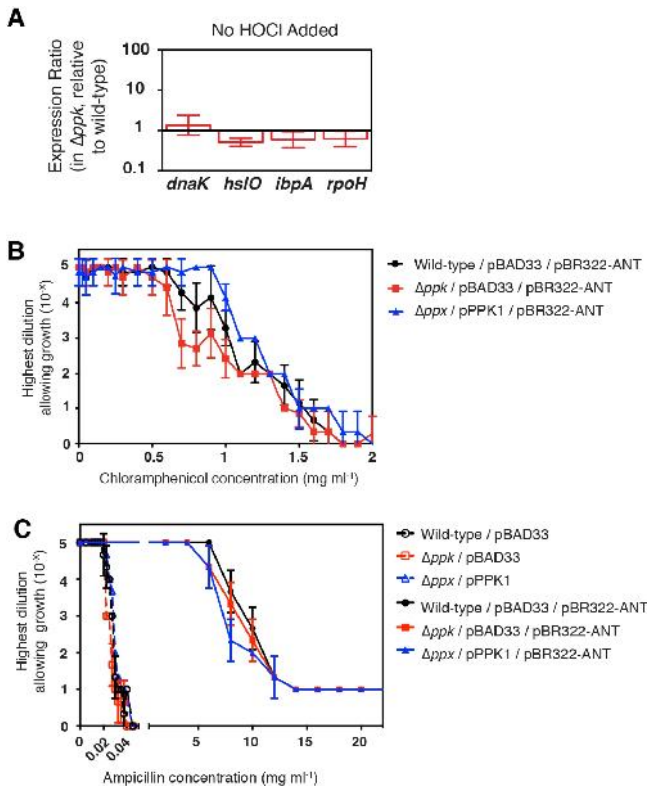 A
No HOCl Added
Expression Ratio
(in Δppk, relative
to wild-type)
100
10
1
0.1
dnaK hslO ibpA rpoH
B
Highest dilution
allowing growth (10⁻ˣ)
5
4
3
2
1
0
0 0.5 1 1.5 2
Chloramphenicol concentration (mg ml⁻¹)
Wild-type / pBAD33 / pBR322-ANT
Δppk / pBAD33 / pBR322-ANT
Δppx / pPPK1 / pBR322-ANT
C
Highest dilution
allowing growth (10⁻ˣ)
5
4
3
2
1
0
0 0.02 0.04 5 10 15 20
Ampicillin concentration (mg ml⁻¹)
Wild-type / pBAD33
Δppk / pBAD33
Δppx / pPPK1
Wild-type / pBAD33 / pBR322-ANT
Δppk / pBAD33 / pBR322-ANT
Δppx / pPPK1 / pBR322-ANT